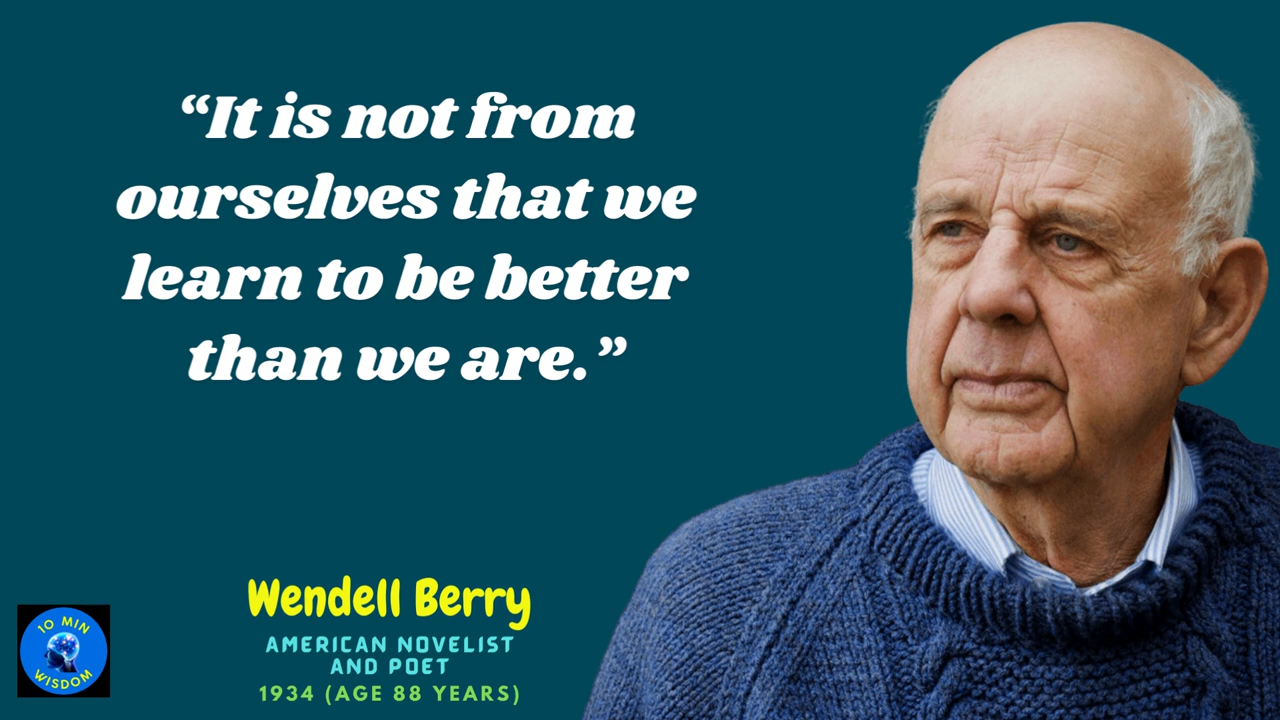 “It is not from
ourselves that we
learn to be better
than we are.”
Wendell Berry
AMERICAN NOVELIST
AND POET
1934 (AGE 88 YEARS)
10 MIN
WISDOM